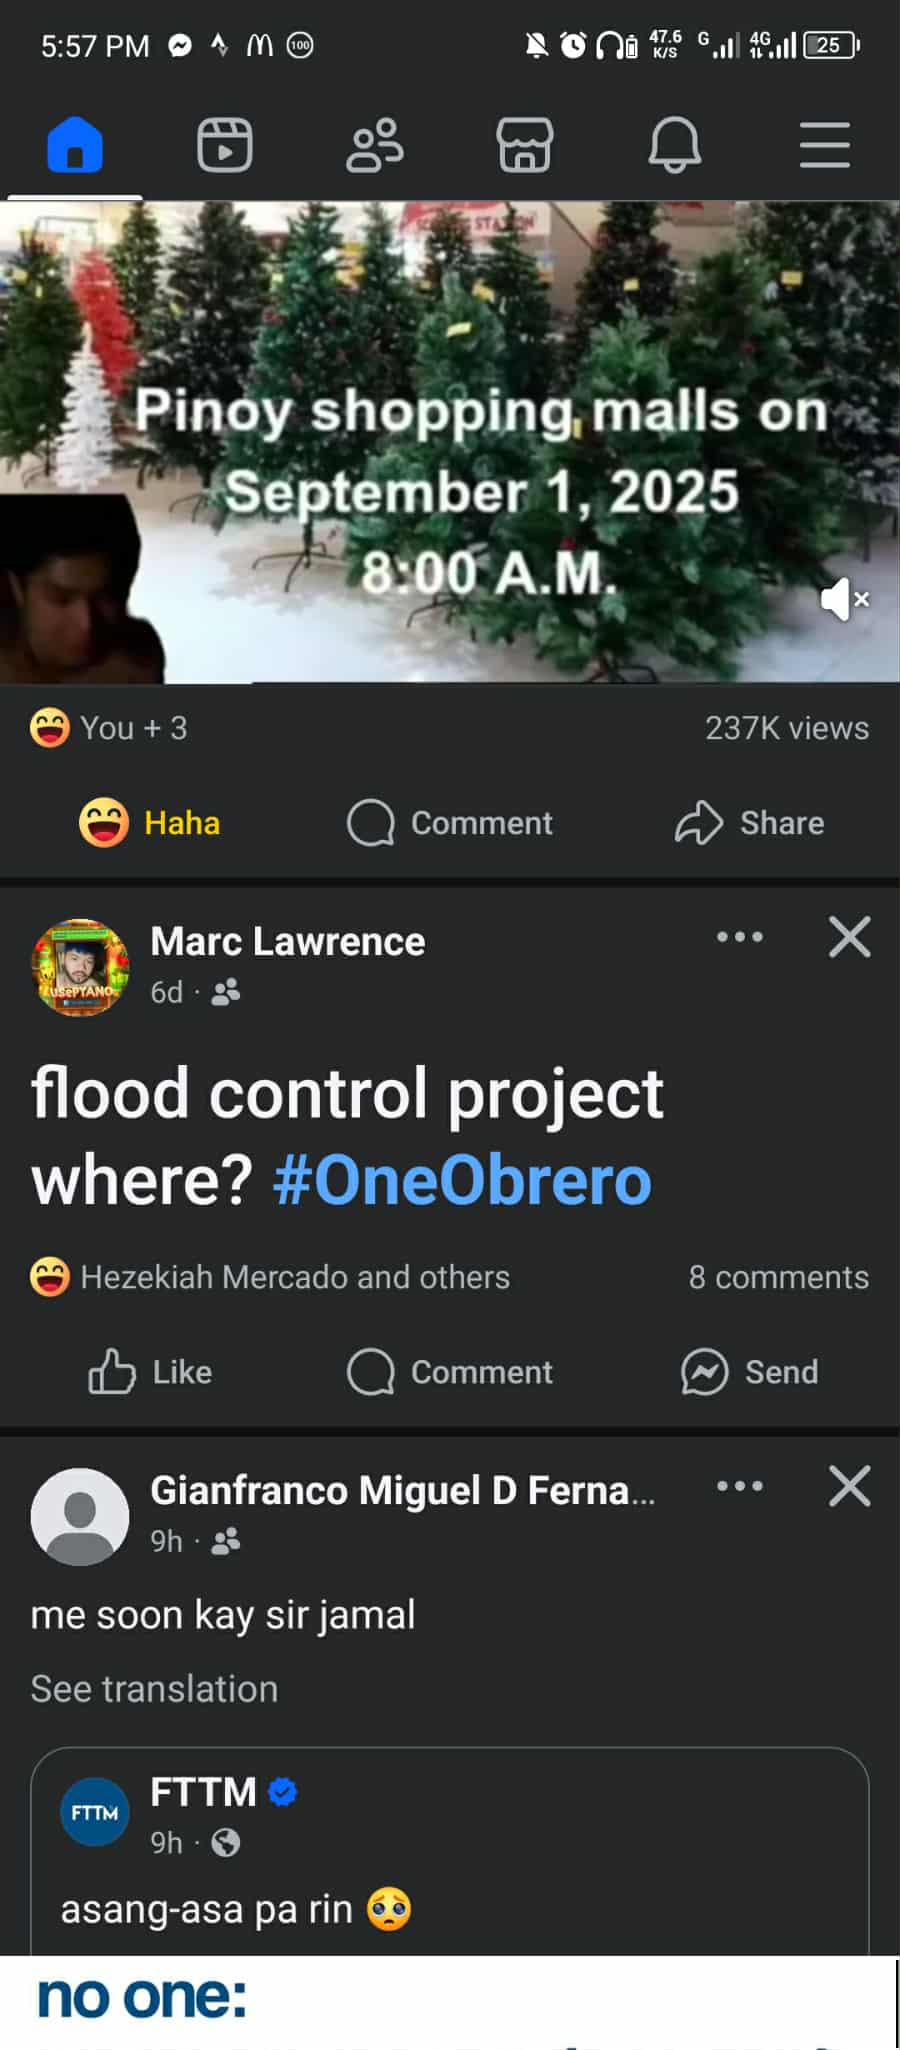 5:57 PM 100 47.6 K/S G 4G 25
STATION
Pinoy shopping malls on
September 1, 2025
8:00 A.M.
You + 3 237K views
Haha Comment Share
Marc Lawrence
6d ·
flood control project
where? #OneObrero
Hezekiah Mercado and others 8 comments
Like Comment Send
Gianfranco Miguel D Ferna...
9h ·
me soon kay sir jamal
See translation
FTTM FTTM
9h ·
asang-asa pa rin
no one: